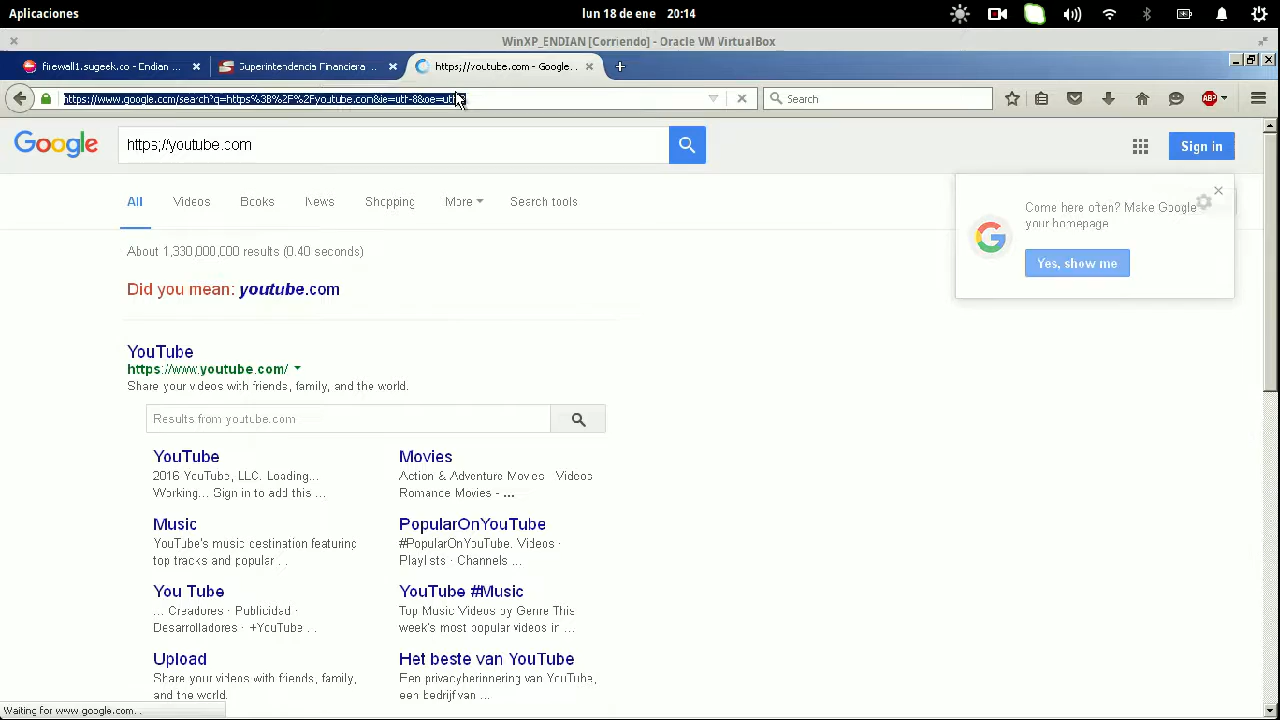 Aplicaciones
lun 18 de ene 20:14
WinXP_ENDIAN [Corriendo] - Oracle VM VirtualBox
firewall1.sugeek.co - Endian ...
Superintendencia Financiera ...
https;//youtube.com - Google...
https://www.google.com/search?q=https%3B%2F%2Fyoutube.com&ie=utf-8&oe=utf-8
Search
ABP
Google
https;//youtube.com
Sign in
All
Videos
Books
News
Shopping
More
Search tools
Come here often? Make Google
your homepage.
Yes, show me
About 1,330,000,000 results (0.40 seconds)
Did you mean: youtube.com
YouTube
https://www.youtube.com/
Share your videos with friends, family, and the world.
Results from youtube.com
YouTube
2016 YouTube, LLC. Loading...
Working... Sign in to add this ...
Movies
Action & Adventure Movies · Videos ·
Romance Movies - ...
Music
YouTube's music destination featuring
top tracks and popular ...
PopularOnYouTube
#PopularOnYouTube. Videos ·
Playlists · Channels ...
You Tube
... Creadores · Publicidad ·
Desarrolladores · +YouTube ...
YouTube #Music
Top Music Videos by Genre This
week's most popular videos in ...
Upload
Share your videos with friends, family,
and the world.
Het beste van YouTube
Een privacyherinnering van YouTube,
een bedrijf van ...
Waiting for www.google.com...